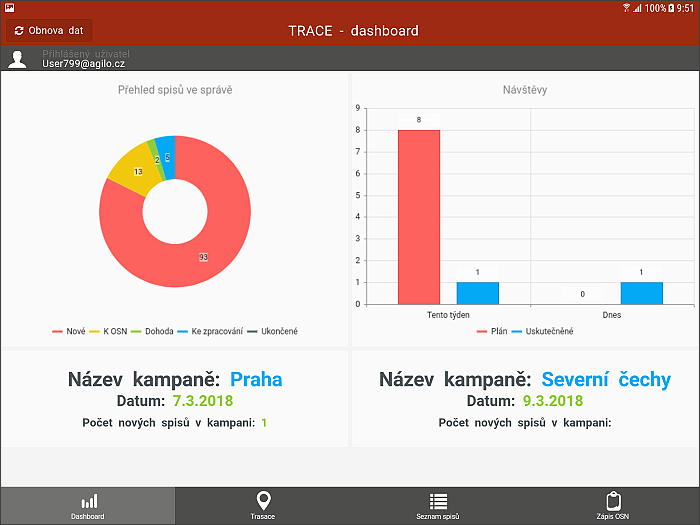 100% 9:51
Obnova dat
TRACE - dashboard
Přihlášený uživatel
User799@agilo.cz
Přehled spisů ve správě
5
2
13
93
Nové K OSN Dohoda Ke zpracování Ukončené
Návštěvy
9
8
7
6
5
4
3
2
1
0
8
1
0
1
Tento týden Dnes
Plán Uskutečněné
Název kampaně: Praha
Datum: 7.3.2018
Počet nových spisů v kampani: 1
Název kampaně: Severní čechy
Datum: 9.3.2018
Počet nových spisů v kampani:
Dashboard
Trasace
Seznam spisů
Zápis OSN